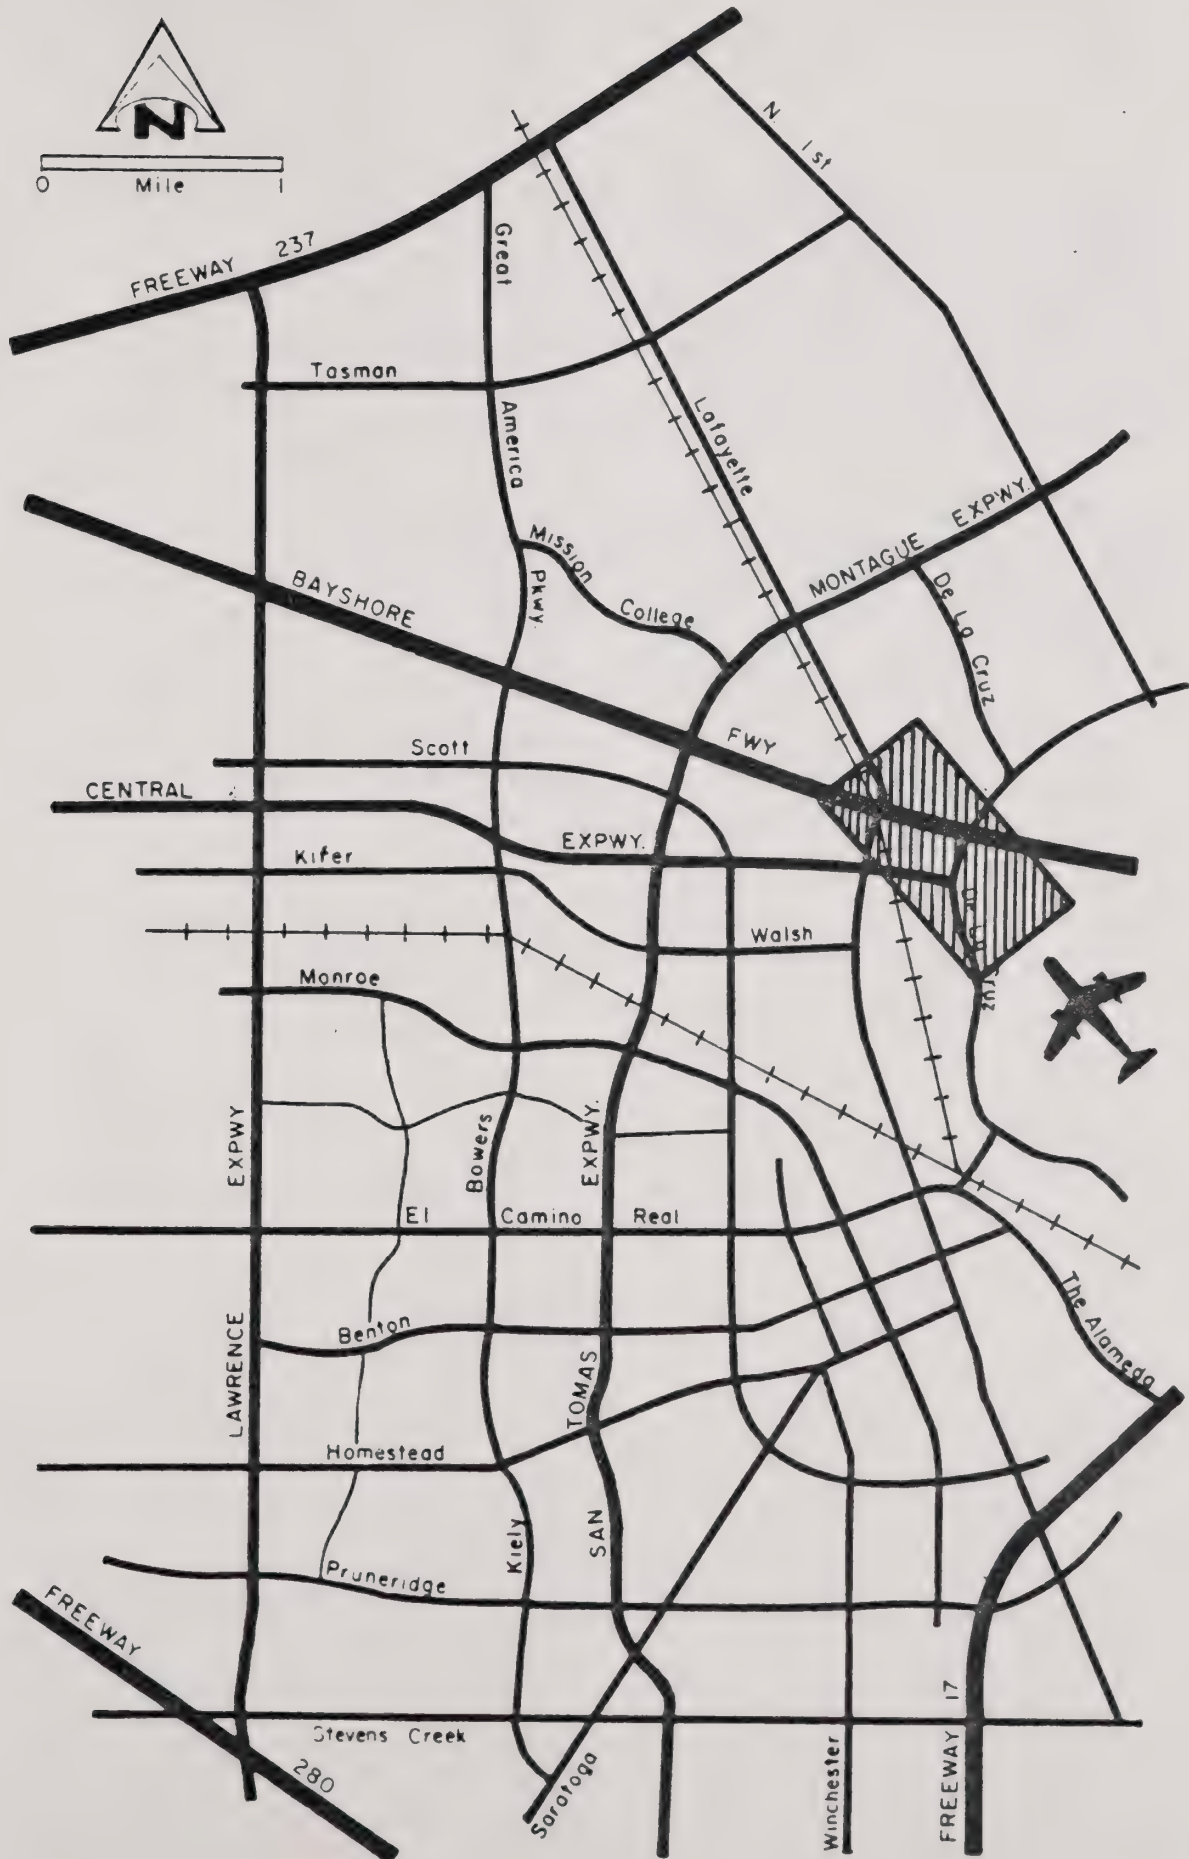 N
0 Mile 1
N. 1st
FREEWAY 237
Great
America
Pkwy.
Tasman
Lafayette
Mission
College
MONTAGUE EXPWY.
De La Cruz
BAYSHORE
FWY
Scott
CENTRAL
EXPWY.
Kifer
Walsh
De La Cruz
Monroe
Bowers
EXPWY.
EXPWY
El Camino Real
The Alameda
Benton
LAWRENCE
TOMAS
Homestead
Kiely
SAN
Pruneridge
FREEWAY
280
Stevens Creek
Saratoga
Winchester
FREEWAY 17